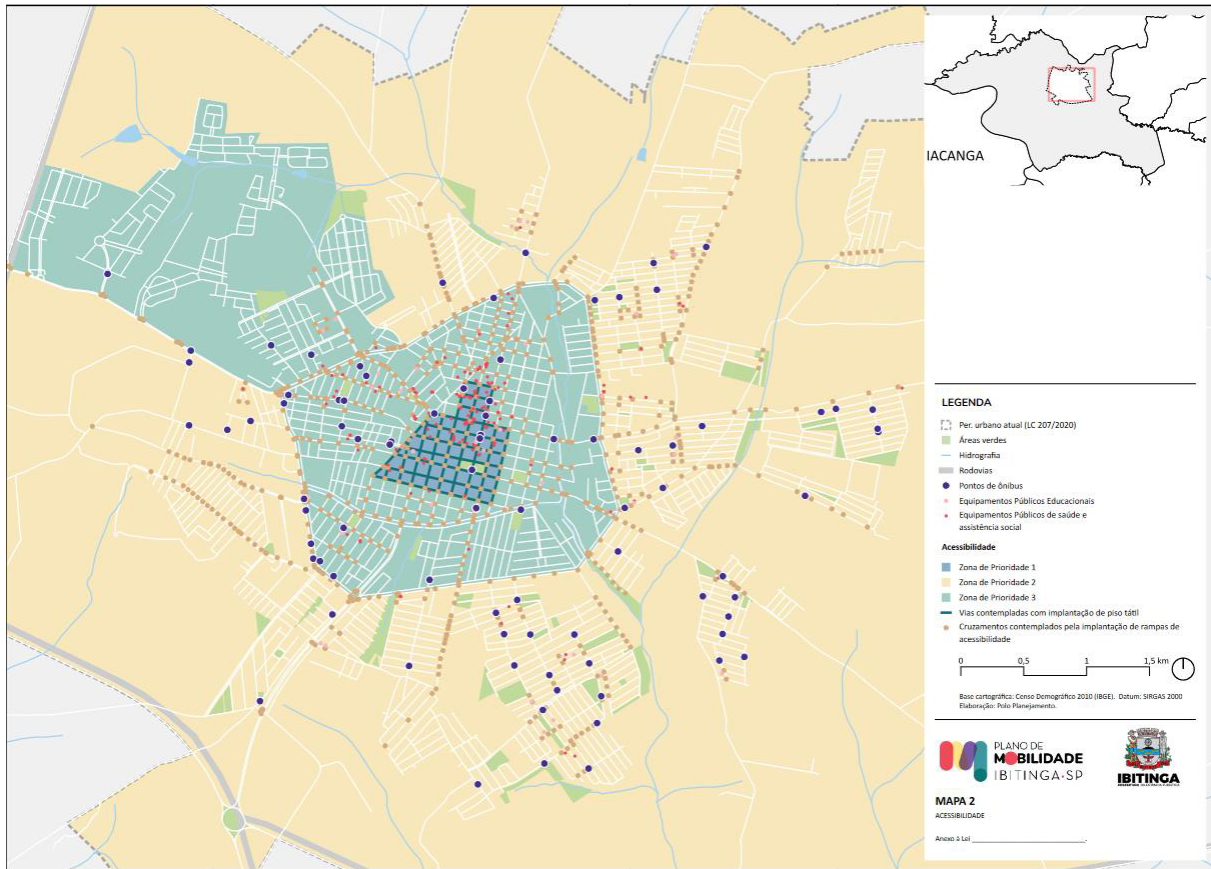 IACANGA
LEGENDA
Per. urbano atual (LC 207/2020)
Áreas verdes
Hidrografia
Rodovias
Pontos de ônibus
Equipamentos Públicos Educacionais
Equipamentos Públicos de saúde e
assistência social
Acessibilidade
Zona de Prioridade 1
Zona de Prioridade 2
Zona de Prioridade 3
Vias contempladas com implantação de piso tátil
Cruzamentos contemplados pela implantação de rampas de
acessibilidade
0 0,5 1 1,5 km
Base cartográfica: Censo Demográfico 2010 (IBGE). Datum: SIRGAS 2000
Elaboração: Polo Planejamento.
PLANO DE
MOBILIDADE
IBITINGA·SP
IBITINGA
MAPA 2
ACESSIBILIDADE
Anexo à Lei